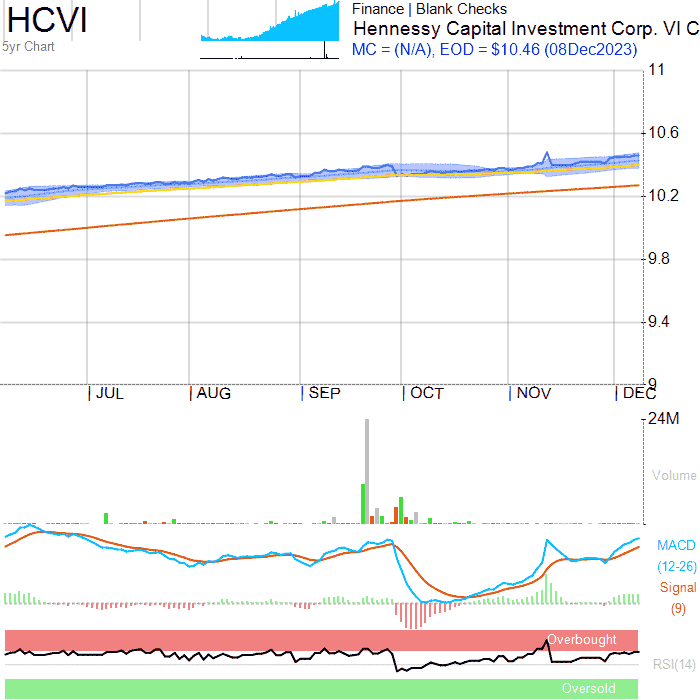 HCVI
5yr Chart
Finance | Blank Checks
Hennessy Capital Investment Corp. VI C
MC = (N/A), EOD = $10.46 (08Dec2023)
11
10.6
10.2
9.8
9.4
9
JUL AUG SEP OCT NOV DEC
24M
Volume
MACD
(12-26)
Signal
(9)
Overbought
RSI(14)
Oversold